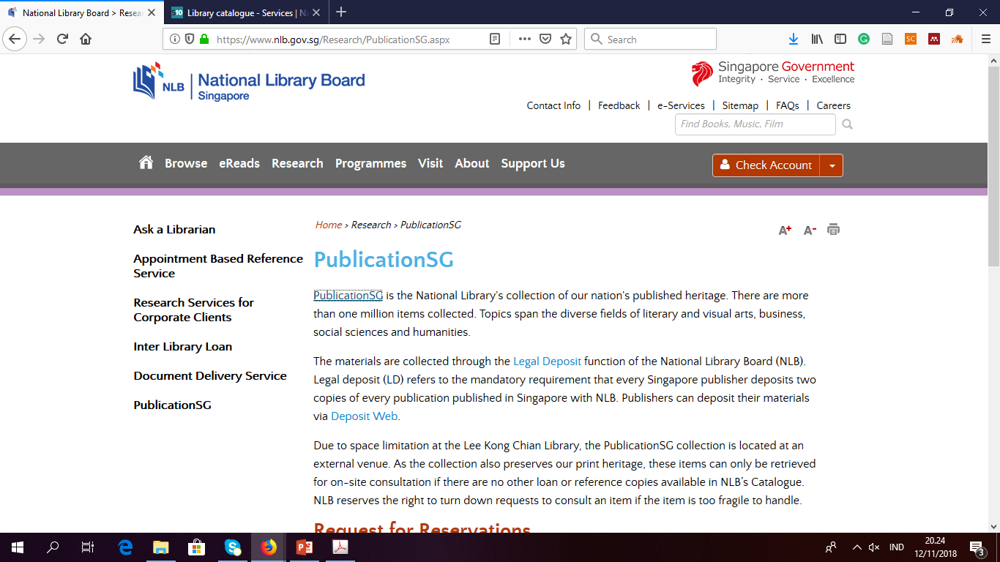 National Library Board > Resear
S10
Library catalogue - Services | N
https://www.nlb.gov.sg/Research/PublicationSG.aspx
Search
SC
NLB
National Library Board
Singapore
Singapore Government
Integrity · Service · Excellence
Contact Info | Feedback | e-Services | Sitemap | FAQs | Careers
Find Books, Music, Film
Browse eReads Research Programmes Visit About Support Us
Check Account
Ask a Librarian
Appointment Based Reference
Service
Research Services for
Corporate Clients
Inter Library Loan
Document Delivery Service
PublicationSG
Home > Research > PublicationSG
A+ A-
PublicationSG
PublicationSG is the National Library's collection of our nation's published heritage. There are more
than one million items collected. Topics span the diverse fields of literary and visual arts, business,
social sciences and humanities.
The materials are collected through the Legal Deposit function of the National Library Board (NLB).
Legal deposit (LD) refers to the mandatory requirement that every Singapore publisher deposits two
copies of every publication published in Singapore with NLB. Publishers can deposit their materials
via Deposit Web.
Due to space limitation at the Lee Kong Chian Library, the PublicationSG collection is located at an
external venue. As the collection also preserves our print heritage, these items can only be retrieved
for on-site consultation if there are no other loan or reference copies available in NLB's Catalogue.
NLB reserves the right to turn down requests to consult an item if the item is too fragile to handle.
Request for Reservations
IND
20.24
12/11/2018
3